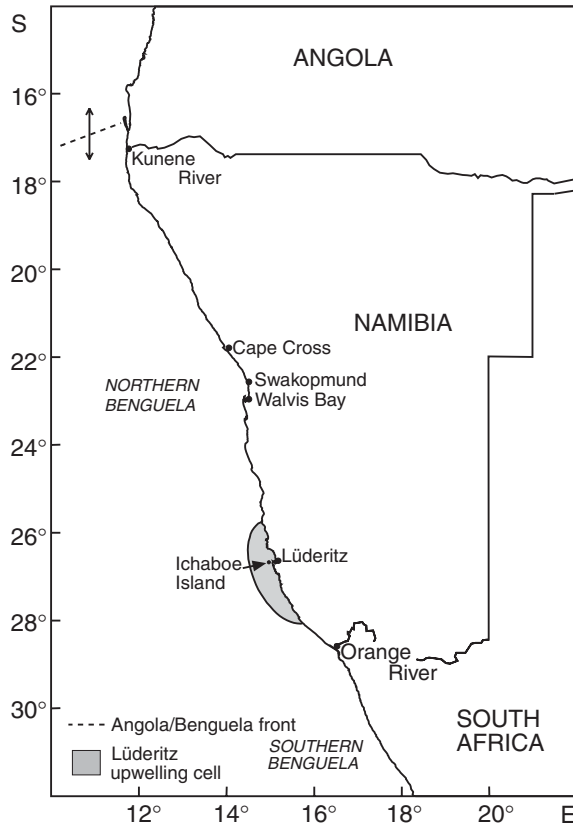 S
ANGOLA
16°
Kunene
River
18°
20°
NAMIBIA
Cape Cross
22°
NORTHERN
BENGUELA
Swakopmund
Walvis Bay
24°
26°
Ichaboe
Island
Lüderitz
28°
Orange
River
30°
Angola/Benguela front
Lüderitz
upwelling cell
SOUTHERN
BENGUELA
SOUTH
AFRICA
12°
14°
16°
18°
20°
E